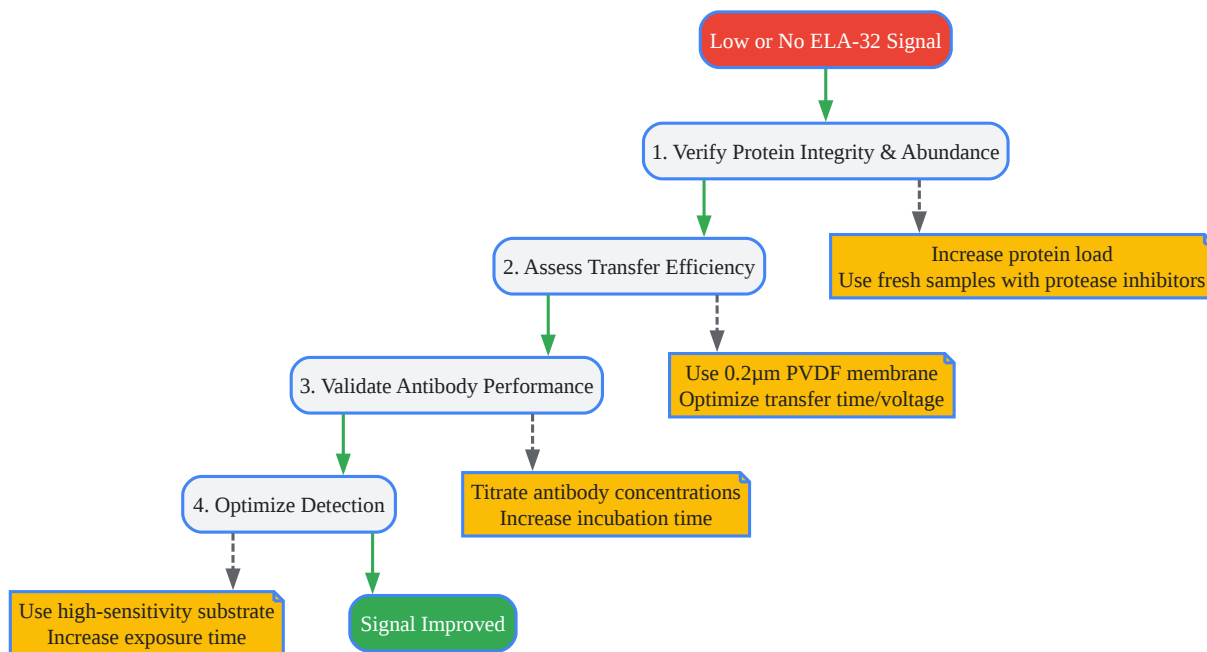 Low or No ELA-32 Signal
1. Verify Protein Integrity & Abundance
Increase protein load
Use fresh samples with protease inhibitors
2. Assess Transfer Efficiency
Use 0.2µm PVDF membrane
Optimize transfer time/voltage
3. Validate Antibody Performance
Titrate antibody concentrations
Increase incubation time
4. Optimize Detection
Use high-sensitivity substrate
Increase exposure time
Signal Improved